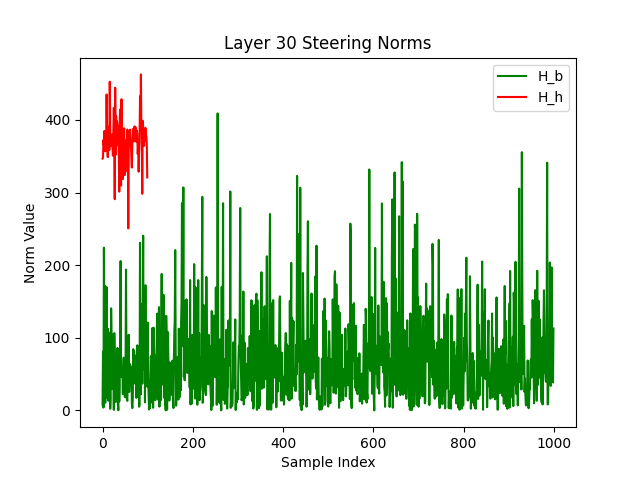 Layer 30 Steering Norms
H_b
H_h
Norm Value
400
300
200
100
0
0 200 400 600 800 1000
Sample Index